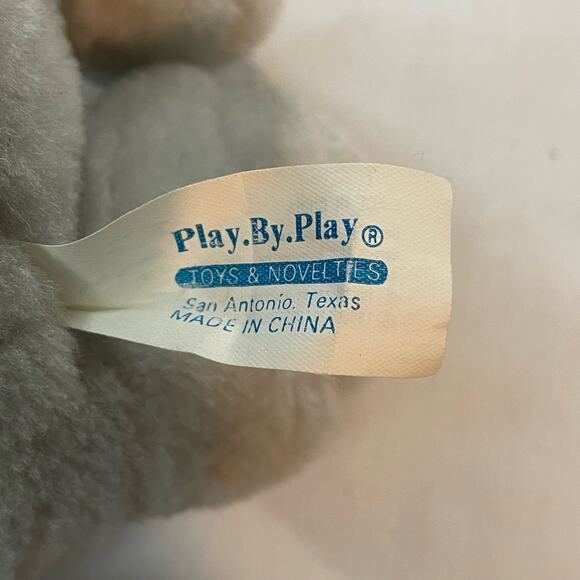 Play.By.Play®
TOYS & NOVELTIES
San Antonio, Texas
MADE IN CHINA